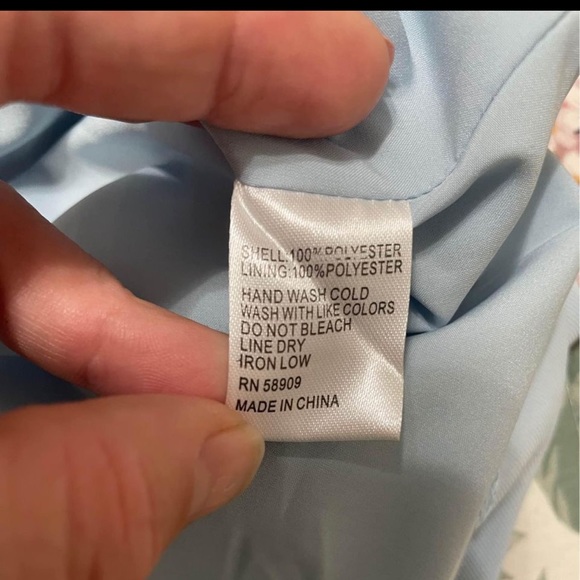 SHELL:100%POLYESTER
LINING:100%POLYESTER
HAND WASH COLD
WASH WITH LIKE COLORS
DO NOT BLEACH
LINE DRY
IRON LOW
RN 58909
MADE IN CHINA